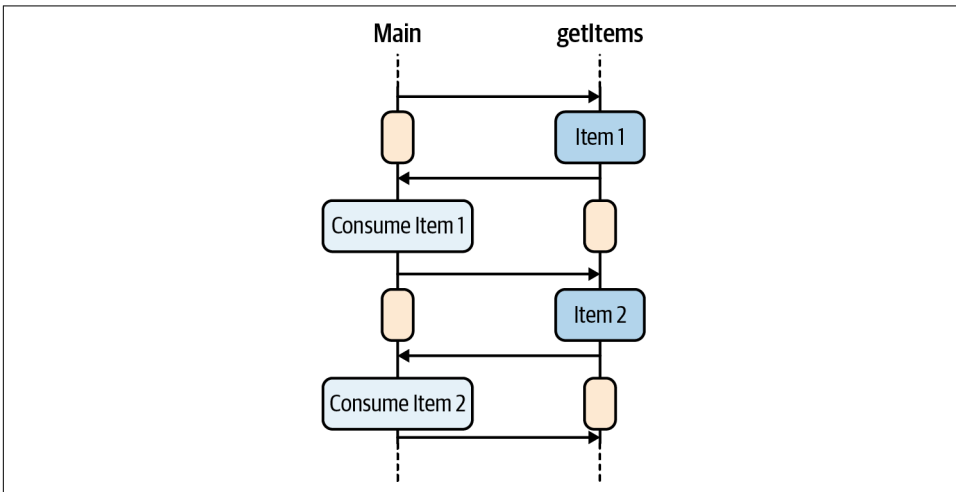 Main
getItems
Item 1
Consume Item 1
Item 2
Consume Item 2